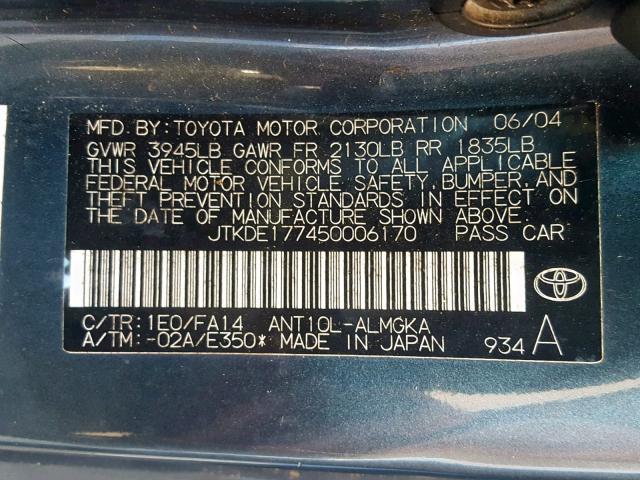 MFD. BY: TOYOTA MOTOR CORPORATION 06/04
GVWR 3945LB GAWR FR 2130LB RR 1835LB
THIS VEHICLE CONFORMS TO ALL APPLICABLE
FEDERAL MOTOR VEHICLE SAFETY, BUMPER, AND
THEFT PREVENTION STANDARDS IN EFFECT ON
THE DATE OF MANUFACTURE SHOWN ABOVE.
JTKDE177450006170 PASS CAR
C/TR: 1E0/FA14 ANT10L-ALMGKA
A/TM: -02A/E350* MADE IN JAPAN 934 A